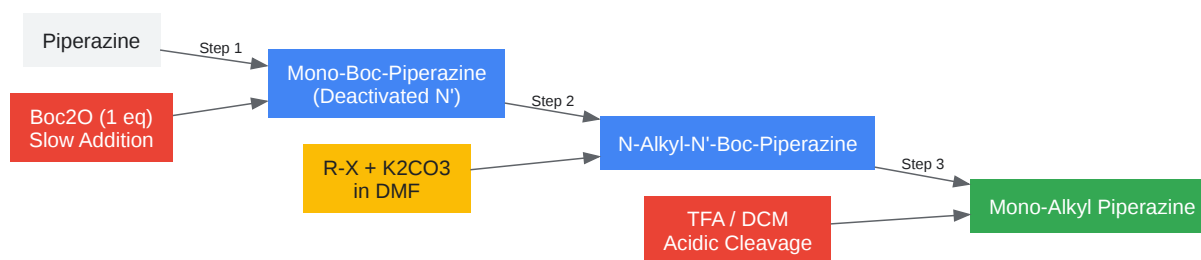 Piperazine
Step 1
Boc2O (1 eq)
Slow Addition
Mono-Boc-Piperazine
(Deactivated N')
Step 2
R-X + K2CO3
in DMF
N-Alkyl-N'-Boc-Piperazine
Step 3
TFA / DCM
Acidic Cleavage
Mono-Alkyl Piperazine